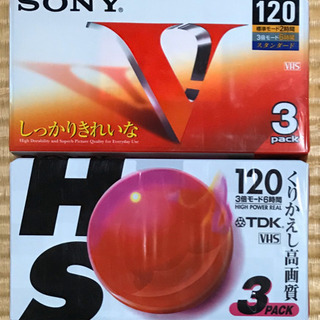 SONY
120
標準モード2時間
3倍モード6時間
スタンダード
VHS
V
しっかりきれいな
High Durability and Superb Picture Quality for Everyday Use
3
pack
HS
120
3倍モード6時間
HIGH POWER REAL
TDK
VHS
くりかえし高画質
3 PACK